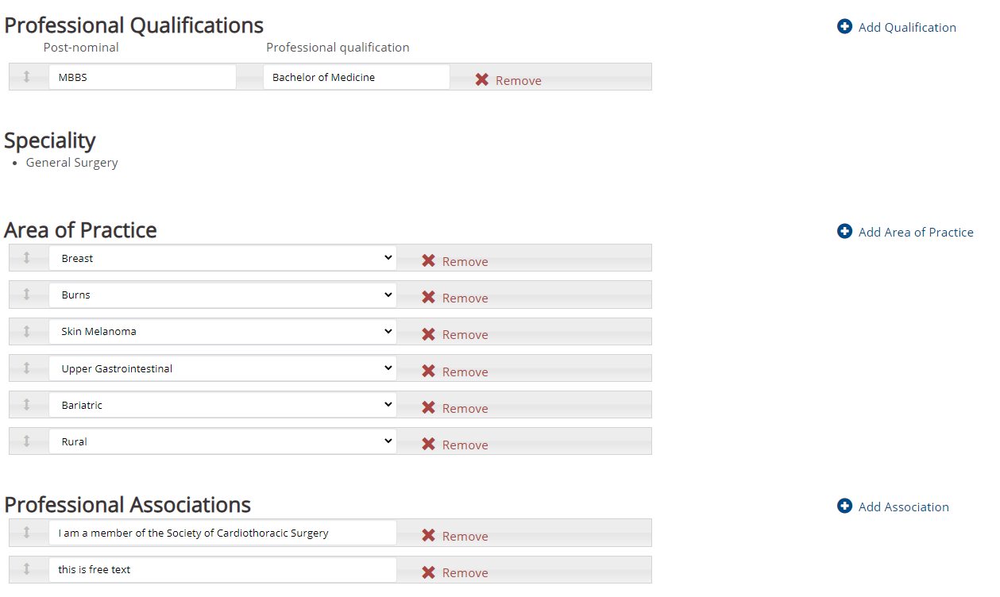 Professional Qualifications
Add Qualification
Post-nominal Professional qualification
MBBS Bachelor of Medicine Remove
Speciality
General Surgery
Area of Practice
Add Area of Practice
Breast Remove
Burns Remove
Skin Melanoma Remove
Upper Gastrointestinal Remove
Bariatric Remove
Rural Remove
Professional Associations
Add Association
I am a member of the Society of Cardiothoracic Surgery Remove
this is free text Remove